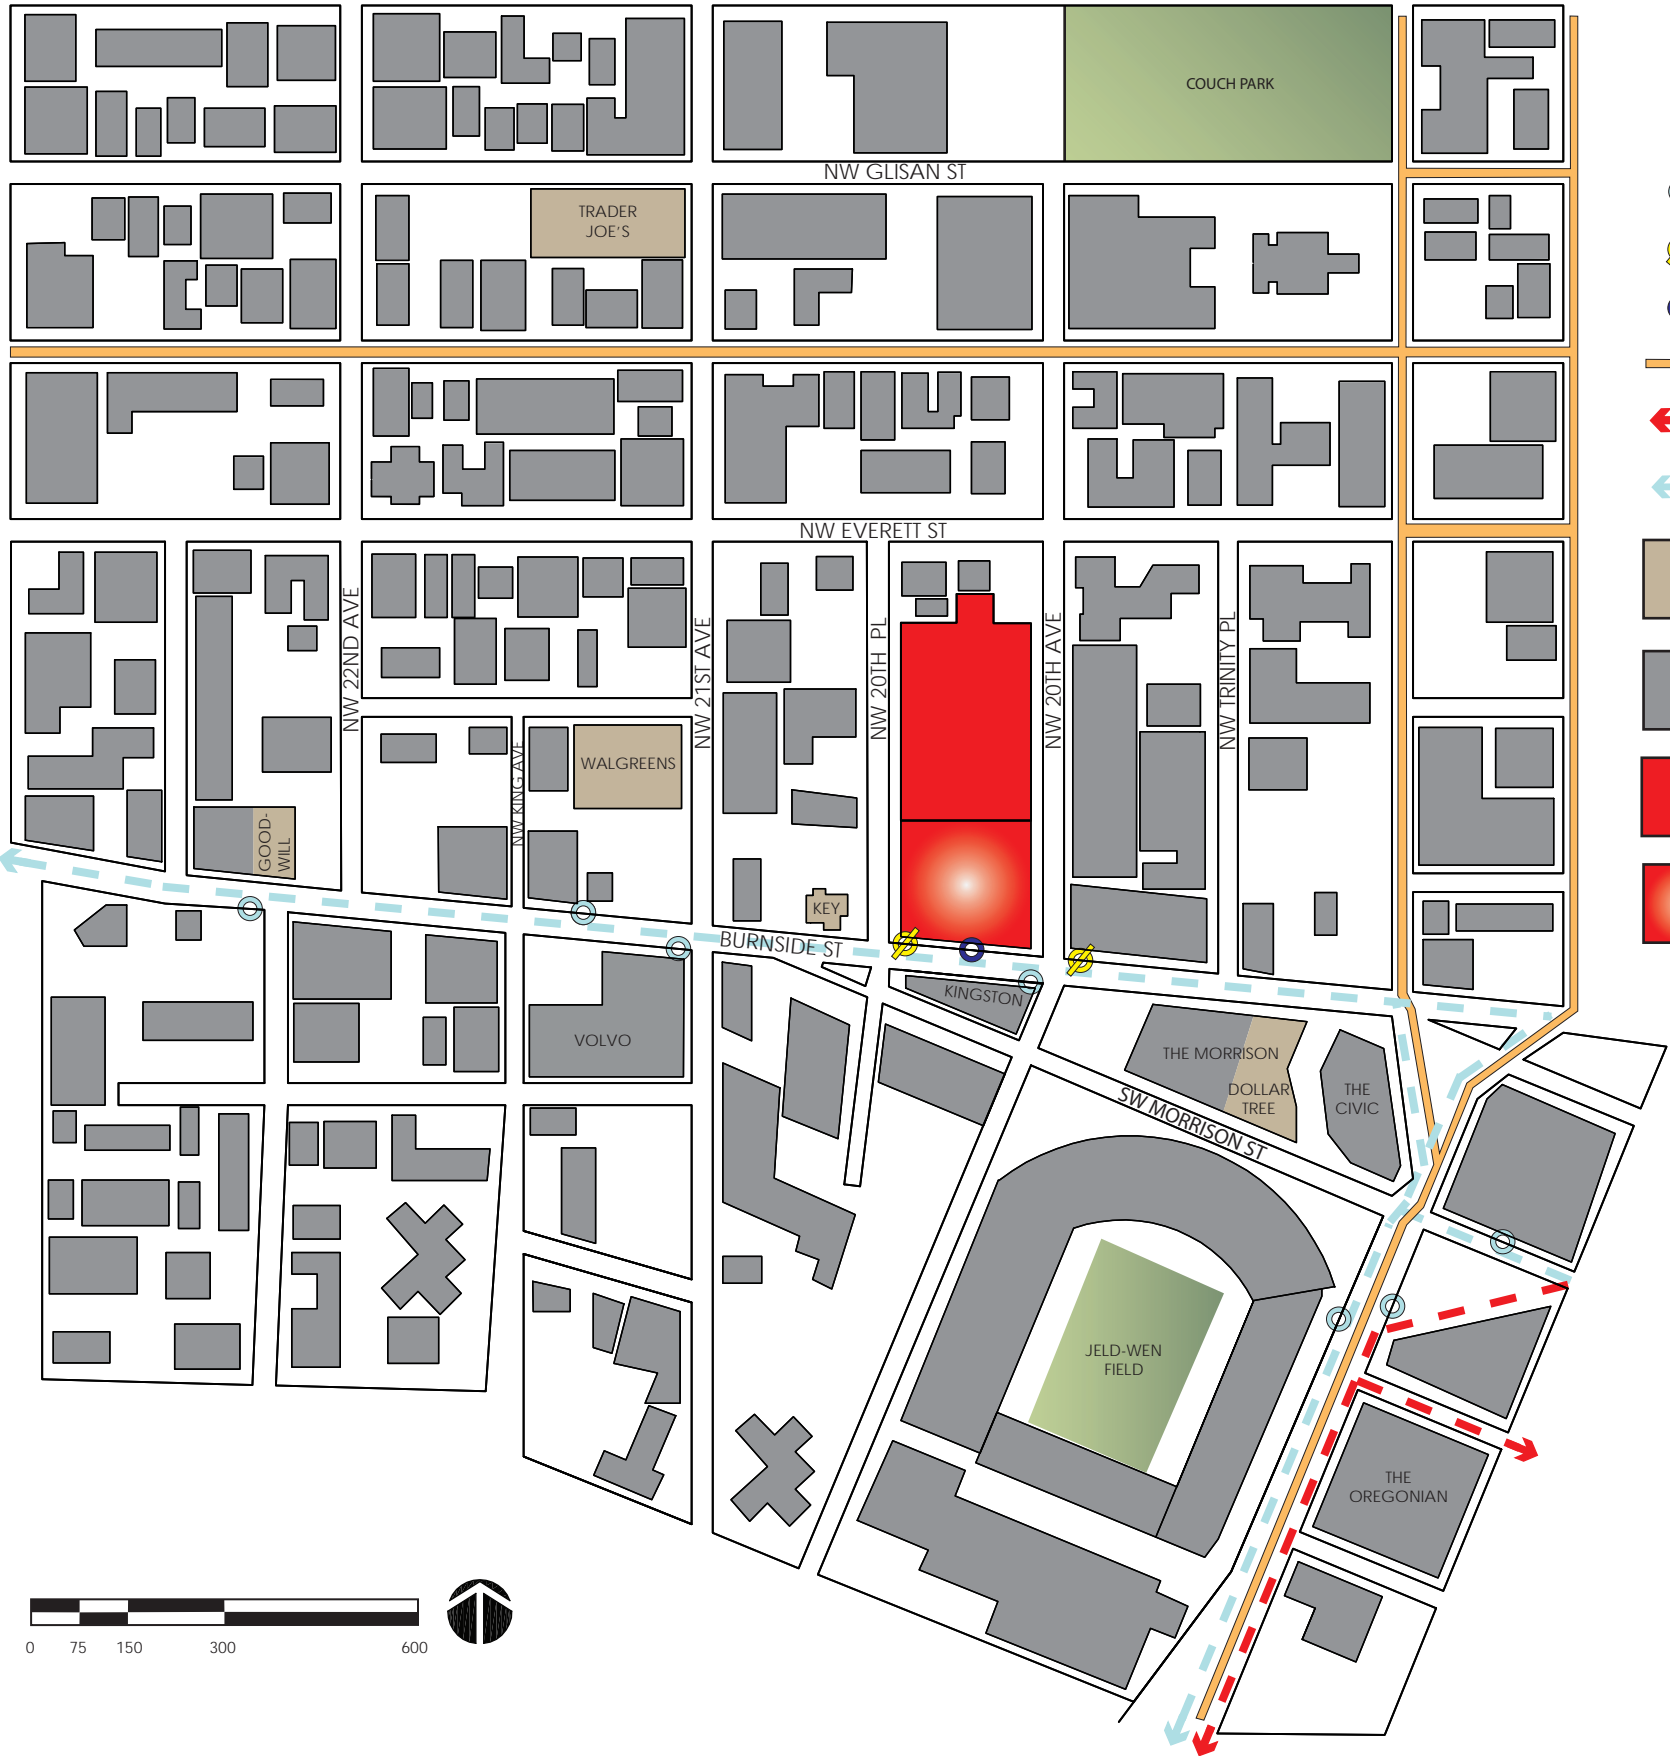 COUCH PARK
NW GLISAN ST
TRADER
JOE'S
NW EVERETT ST
NW 22ND AVE
NW 21ST AVE
NW 20TH PL
NW 20TH AVE
NW TRINITY PL
NW KING AVE
WALGREENS
GOOD-
WILL
KEY
BURNSIDE ST
KINGSTON
VOLVO
THE MORRISON
DOLLAR
TREE
THE
CIVIC
SW MORRISON ST
JELD-WEN
FIELD
THE
OREGONIAN
0 75 150 300 600